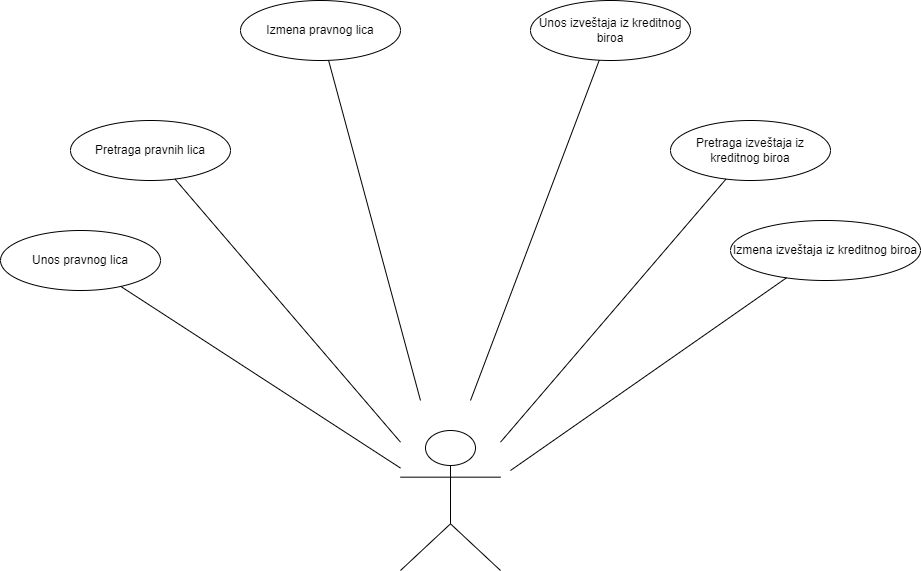 Izmena pravnog lica
Unos izveštaja iz kreditnog
biroa
Pretraga pravnih lica
Pretraga izveštaja iz
kreditnog biroa
Unos pravnog lica
Izmena izveštaja iz kreditnog biroa